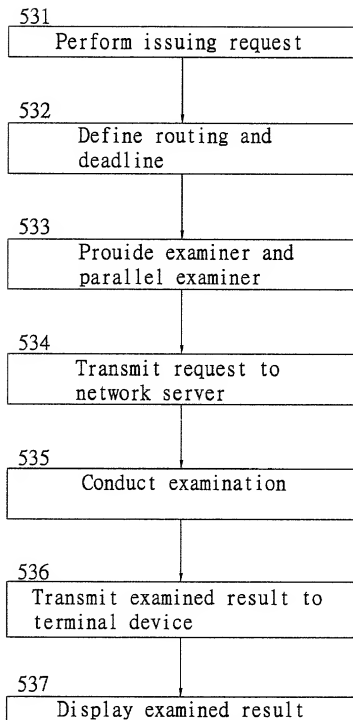 531
Perform issuing request
532
Define routing and
deadline
533
Prouide examiner and
parallel examiner
534
Transmit request to
network server
535
Conduct examination
536
Transmit examined result to
terminal device
537
Display examined result